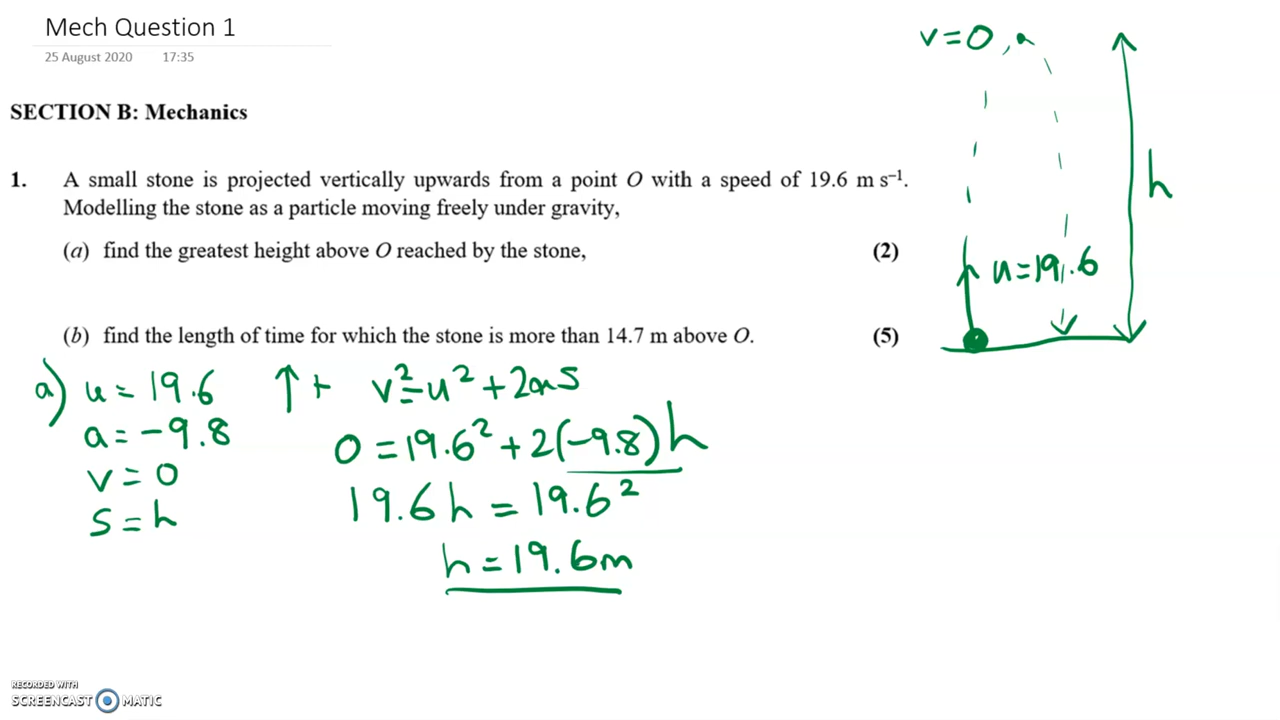 Mech Question 1
25 August 2020 17:35
SECTION B: Mechanics
1. A small stone is projected vertically upwards from a point O with a speed of 19.6 m s⁻¹.
Modelling the stone as a particle moving freely under gravity,
(a) find the greatest height above O reached by the stone, (2)
(b) find the length of time for which the stone is more than 14.7 m above O. (5)
v=0,
h
u=19.6
a) u = 19.6 ↑+ v²=u²+2as
a = -9.8 0 = 19.6² + 2(-9.8)h
v = 0 19.6h = 19.6²
s = h
h = 19.6m
RECORDED WITH
SCREENCAST MATIC